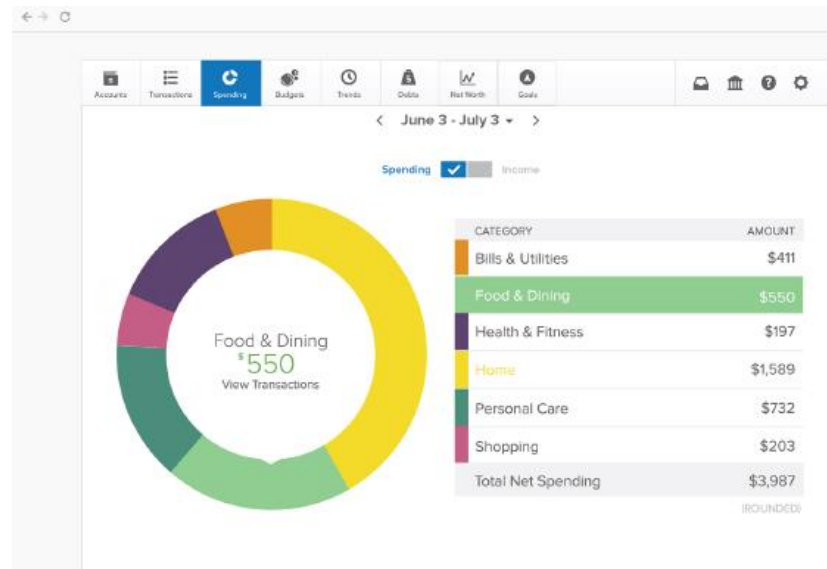 Accounts Transactions Spending Budgets Trends Debts Net Worth Goals
June 3 - July 3
Spending Income
Food & Dining
$550
View Transactions
CATEGORY AMOUNT
Bills & Utilities $411
Food & Dining $550
Health & Fitness $197
Home $1,589
Personal Care $732
Shopping $203
Total Net Spending $3,987
(ROUNDED)